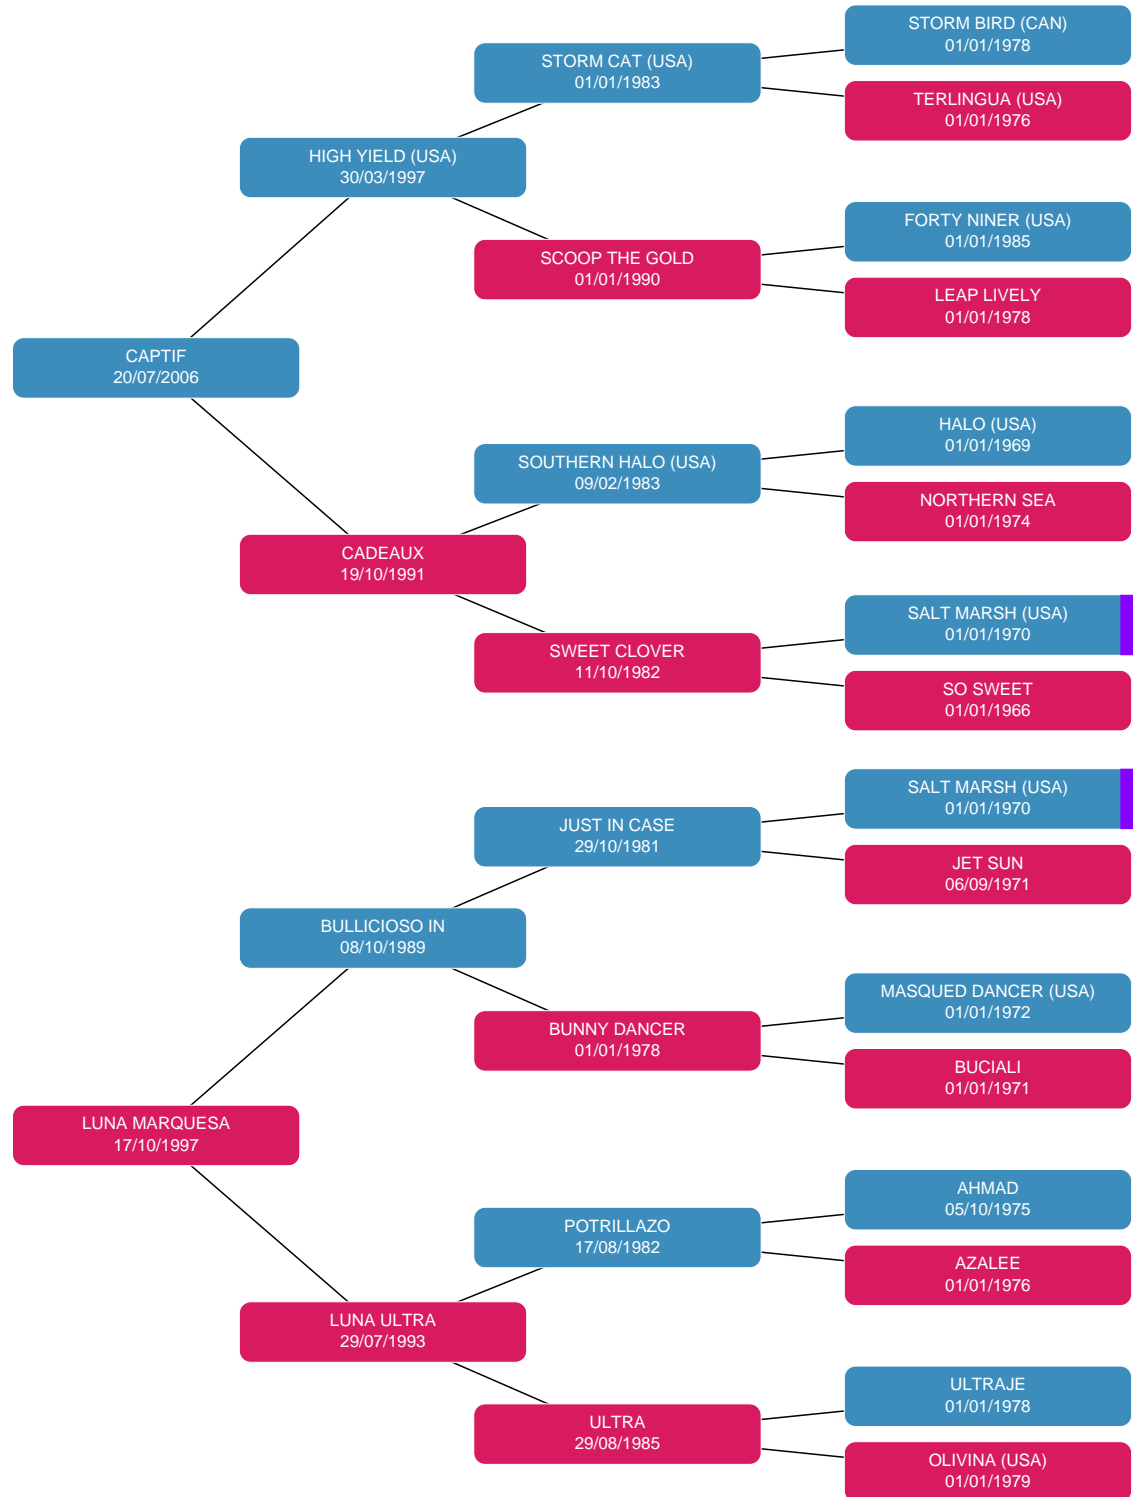 STORM BIRD (CAN)
01/01/1978
STORM CAT (USA)
01/01/1983
TERLINGUA (USA)
01/01/1976
HIGH YIELD (USA)
30/03/1997
FORTY NINER (USA)
01/01/1985
SCOOP THE GOLD
01/01/1990
LEAP LIVELY
01/01/1978
CAPTIF
20/07/2006
HALO (USA)
01/01/1969
SOUTHERN HALO (USA)
09/02/1983
NORTHERN SEA
01/01/1974
CADEAUX
19/10/1991
SALT MARSH (USA)
01/01/1970
SWEET CLOVER
11/10/1982
SO SWEET
01/01/1966
SALT MARSH (USA)
01/01/1970
JUST IN CASE
29/10/1981
JET SUN
06/09/1971
BULLICIOSO IN
08/10/1989
MASQUED DANCER (USA)
01/01/1972
BUNNY DANCER
01/01/1978
BUCIALI
01/01/1971
LUNA MARQUESA
17/10/1997
AHMAD
05/10/1975
POTRILLAZO
17/08/1982
AZALEE
01/01/1976
LUNA ULTRA
29/07/1993
ULTRAJE
01/01/1978
ULTRA
29/08/1985
OLIVINA (USA)
01/01/1979